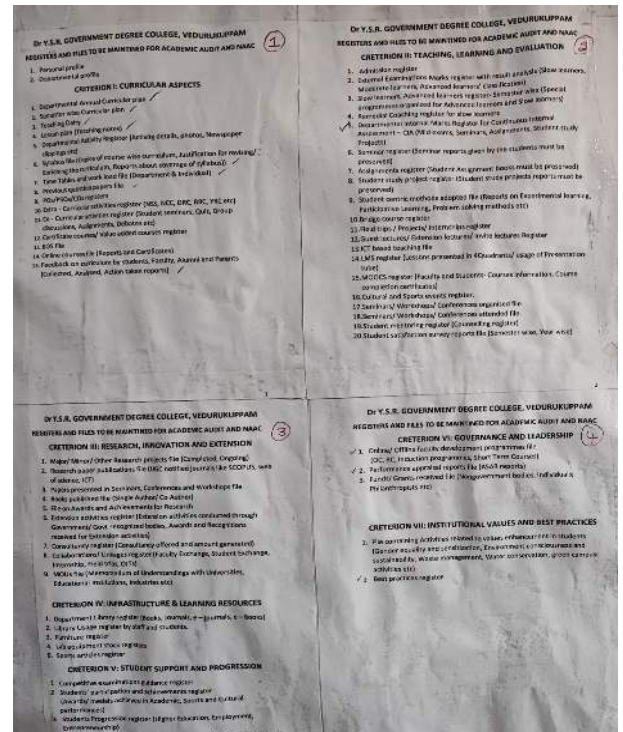 Dr Y.S.R. GOVERNMENT DEGREE COLLEGE, VEDURUKUPPAM
REGISTERS AND FILES TO BE MAINTAINED FOR ACADEMIC AUDIT AND NAAC
1
1. Personal profile
2. Departmental profile
CRITERION I: CURRICULAR ASPECTS
1. Departmental Annual Curricular plan
2. Semester wise Curricular plan
3. Teaching Dairy
4. Lesson plan (Teaching notes)
5. Departmental Activity Register (Activity details, photos, Newspaper
clippings etc)
6. Syllabus file (Copies of course wise curriculum, Justification for revising/
enriching the curriculum, Reports about coverage of syllabus)
7. Time Tables and work load file (Department & Individual)
8. Previous question papers file
9. POs/PSOs/COs registers
10. Extra - Curricular activities register (NSS, NCC, ORC, RRC, YRC etc)
11. Co - Curricular activities register (Student seminars, Quiz, Group
discussions, Assignments, Debates etc)
12. Certificate courses/ Value added courses register
13. BOS File
14. Online courses file (Reports and Certificates)
15. Feedback on curriculum by students, Faculty, Alumni and Parents
(Collected, Analysed, Action taken reports)
1
Dr Y.S.R. GOVERNMENT DEGREE COLLEGE, VEDURUKUPPAM
REGISTERS AND FILES TO BE MAINTAINED FOR ACADEMIC AUDIT AND NAAC
2
CRETERION II: TEACHING, LEARNING AND EVALUATION
1. Admission register
2. External Examinations Marks register with result analysis (Slow learners,
Moderate learners, Advanced learners' classification)
3. Slow learners, Advanced learners register- Semester wise (Special
programmes organized for Advanced learners and Slow learners)
4. Remedial Coaching register for slow learners
5. Departmental Internal Marks Register for Continuous Internal
Assessment - CIA (Mid exams, Seminars, Assignments, Student study
Projects)
6. Seminar register (Seminar reports given by the students must be
preserved)
7. Assignments register (Student Assignment books must be preserved)
8. Student study project register (Student study projects reports must be
preserved)
9. Student centric methods adopted file (Reports on Experimental learning,
Participative Learning, Problem solving methods etc)
10. Bridge course register
11. Field trips / Projects/ Internships register
12. Guest lectures/ Extension lectures/ Invite lectures Register
13. ICT based teaching file
14. LMS register (Lessons presented in 4Quadrants/ usage of Presentation
tube)
15. MOOCS register (Faculty and Students- Courses information, Course
completion certificates)
16. Cultural and Sports events register.
17. Seminars/ Workshops/ Conferences organized file
18. Seminars/ Workshops/ Conferences attended file
19. Student mentoring register (Counselling register)
20. Student satisfaction survey reports file (Semester wise, Year wise)
2
Dr Y.S.R. GOVERNMENT DEGREE COLLEGE, VEDURUKUPPAM
REGISTERS AND FILES TO BE MAINTAINED FOR ACADEMIC AUDIT AND NAAC
3
CRETERION III: RESEARCH, INNOVATION AND EXTENSION
1. Major/ Minor/ Other Research projects file (Completed, Ongoing)
2. Research paper publications file (UGC notified journals like SCOPUS, web
of science, ICT)
3. Papers presented in Seminars, Conferences and Workshops file
4. Books published file (Single Author/ Co Author)
5. File on Awards and Achievements for Research
6. Extension activities register (Extension activities conducted through
Government/ Govt recognized bodies, Awards and Recognitions
received for Extension activities)
7. Consultancy register (Consultancy offered and amount generated)
8. Collaborations/ Linkages register (Faculty Exchange, Student Exchange,
Internship, Field trips, OJTs)
9. MOUs file (Memorandum of Understandings with Universities,
Educational institutions, Industries etc)
CRETERION IV: INFRASTRUCTURE & LEARNING RESOURCES
1. Department Library register (Books, Journals, e – journals, e – books)
2. Library Usage register by staff and students.
3. Furniture register
4. Lab equipment stock registers
5. Sports articles register
CRETERION V: STUDENT SUPPORT AND PROGRESSION
1. Competitive examinations guidance register
2. Students' participation and achievements register
(Awards/ medals achieves in Academic, Sports and Cultural
performances)
3. Students Progression register (Higher Education, Employment,
Entrepreneurship)
Dr Y.S.R. GOVERNMENT DEGREE COLLEGE, VEDURUKUPPAM
REGISTERS AND FILES TO BE MAINTAINED FOR ACADEMIC AUDIT AND NAAC
4
CRETERION VI: GOVERNANCE AND LEADERSHIP
1. Online/ Offline faculty development programmes file
(OC, RC, Induction programmes, Short Term Courses)
2. Performance appraisal reports file (ASAR reports)
3. Funds/ Grants received file (Nongovernment bodies, Individuals,
Philanthropists etc)
CRETERION VII: INSTITUTIONAL VALUES AND BEST PRACTICES
1. File containing Activities related to values enhancement in students
(Gender equality and sensitization, Environment consciousness and
sustainability, Waste management, Water conservation, green campus
activities etc)
2. Best practices register